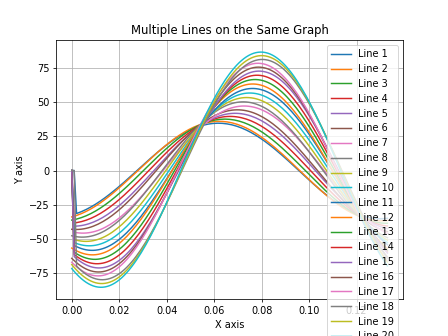 Multiple Lines on the Same Graph
Y axis
75
50
25
0
−25
−50
−75
0.00
0.02
0.04
0.06
0.08
0.10
X axis
Line 1
Line 2
Line 3
Line 4
Line 5
Line 6
Line 7
Line 8
Line 9
Line 10
Line 11
Line 12
Line 13
Line 14
Line 15
Line 16
Line 17
Line 18
Line 19
Line 20